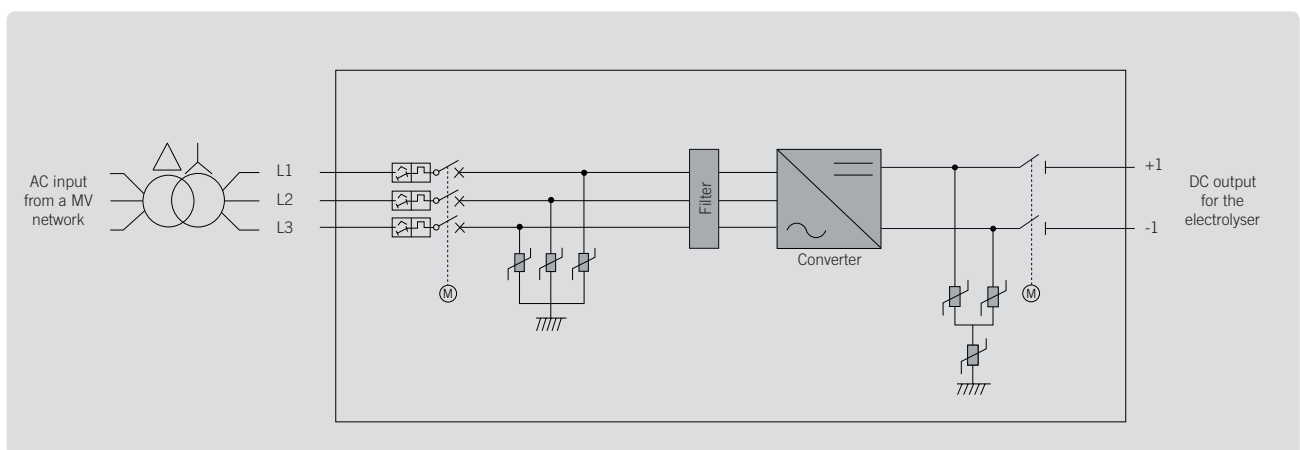 AC input
from a MV
network
L1
L2
L3
M
Filter
Converter
M
+1
-1
DC output
for the
electrolyser